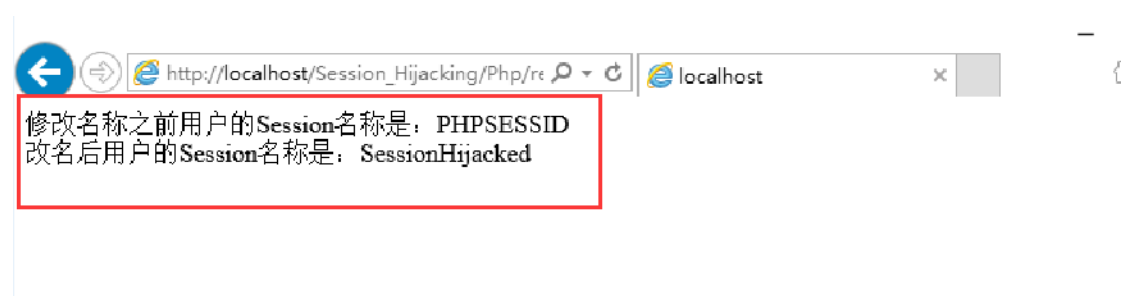 http://localhost/Session_Hijacking/Php/re
localhost
修改名称之前用户的Session名称是：PHPSESSID
改名后用户的Session名称是：SessionHijacked